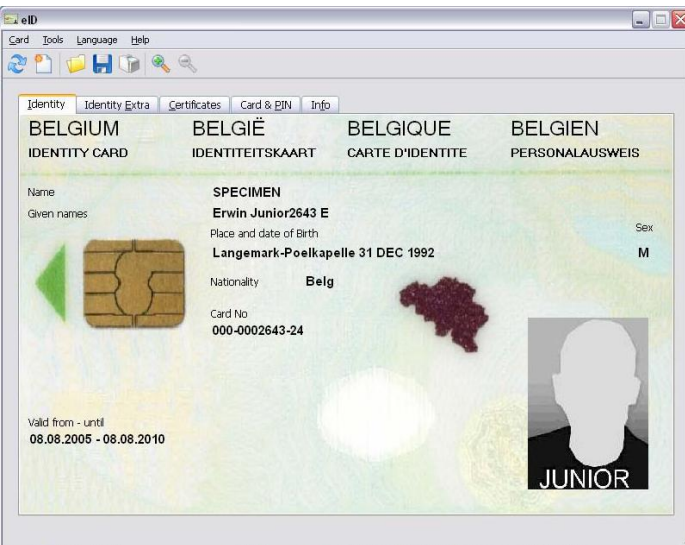 eID
Card Tools Language Help
Identity Identity Extra Certificates Card & PIN Info
BELGIUM BELGIË BELGIQUE BELGIEN
IDENTITY CARD IDENTITEITSKAART CARTE D'IDENTITE PERSONALAUSWEIS
Name SPECIMEN
Given names Erwin Junior2643 E
Place and date of Birth Sex
Langemark-Poelkapelle 31 DEC 1992 M
Nationality Belg
Card No
000-0002643-24
Valid from - until
08.08.2005 - 08.08.2010
JUNIOR